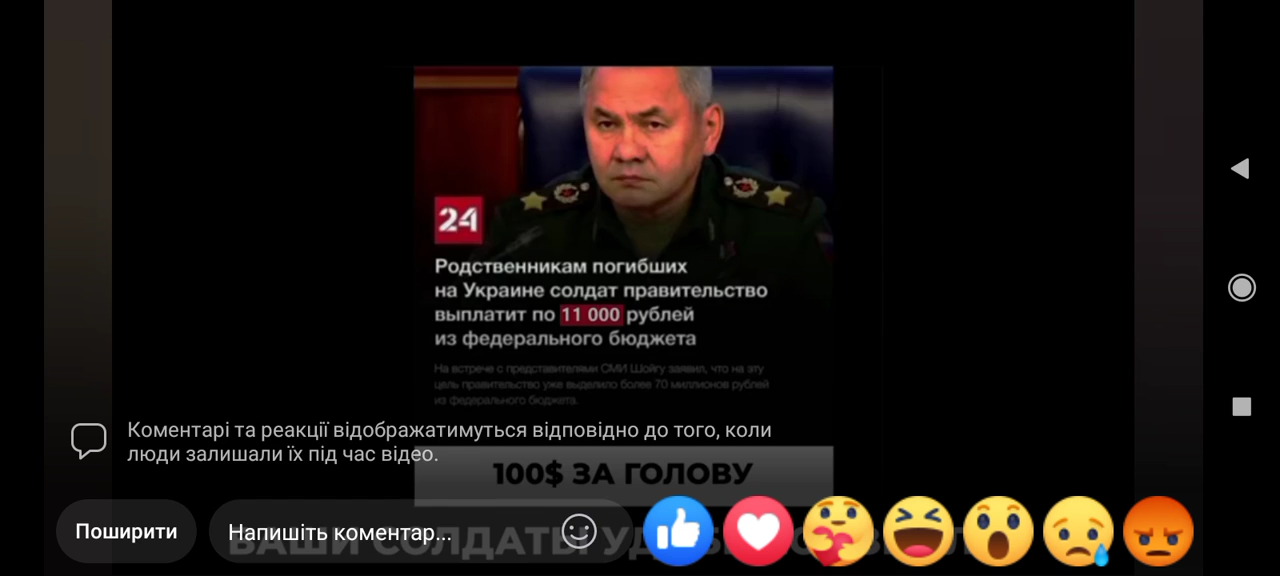 24
Родственникам погибших
на Украине солдат правительство
выплатит по 11 000 рублей
из федерального бюджета
На встрече с представителями СМИ Шойгу заявил, что на эту
цель правительство уже выделило более 70 миллионов рублей
из федерального бюджета.
Коментарі та реакції відображатимуться відповідно до того, коли
люди залишали їх під час відео.
100$ ЗА ГОЛОВУ
Поширити
Напишіть коментар...
ВАШИ СОЛДАТЫ